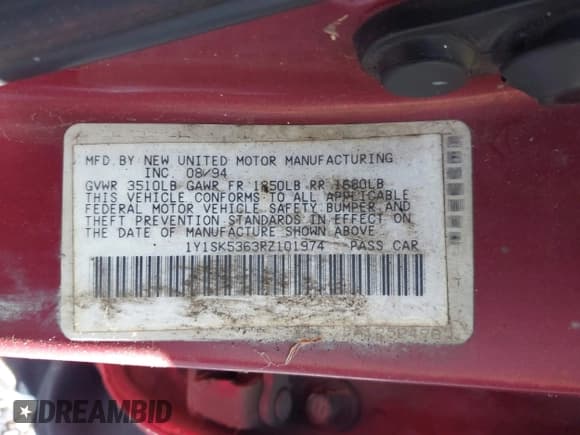 MFD BY NEW UNITED MOTOR MANUFACTURING
INC. 08/94
GVWR 3510LB GAWR FR 1850LB RR 1680LB
THIS VEHICLE CONFORMS TO ALL APPLICABLE
FEDERAL MOTOR VEHICLE SAFETY BUMPER AND
THEFT PREVENTION STANDARDS IN EFFECT ON
THE DATE OF MANUFACTURE SHOWN ABOVE
1Y1SK5363RZ101974 PASS CAR
DREAMBID